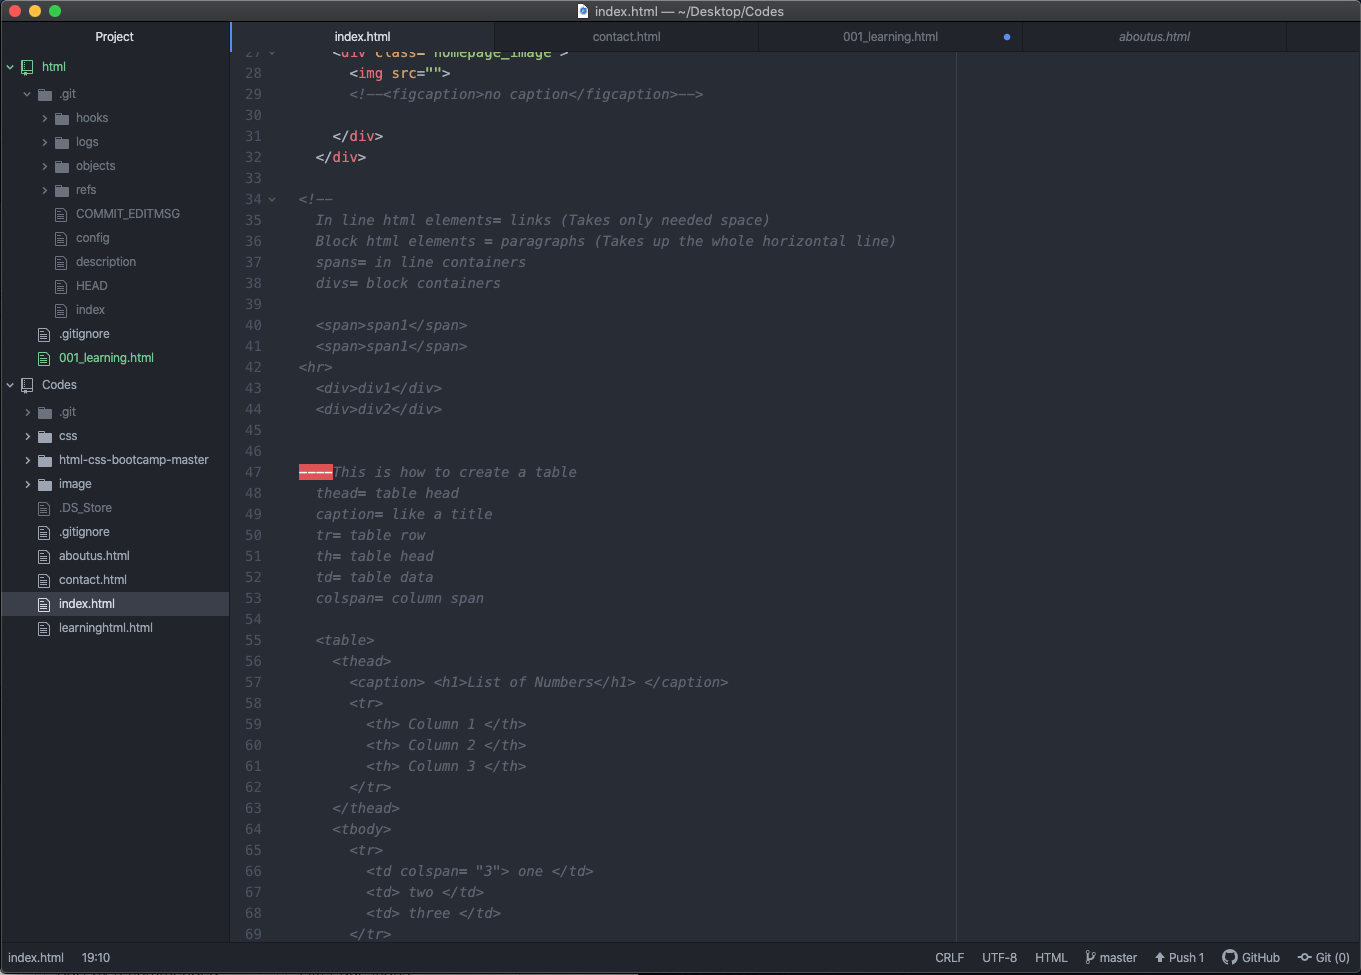 index.html — ~/Desktop/Codes
Project
index.html
contact.html
001_learning.html
aboutus.html
html
.git
hooks
logs
objects
refs
COMMIT_EDITMSG
config
description
HEAD
index
.gitignore
001_learning.html
Codes
.git
css
html-css-bootcamp-master
image
.DS_Store
.gitignore
aboutus.html
contact.html
index.html
learninghtml.html
27 <div class="homepage_image">
28 <img src="">
29 <!--<figcaption>no caption</figcaption>-->
30
31 </div>
32 </div>
33
34 <!--
35 In line html elements= links (Takes only needed space)
36 Block html elements = paragraphs (Takes up the whole horizontal line)
37 spans= in line containers
38 divs= block containers
39
40 <span>span1</span>
41 <span>span1</span>
42 <hr>
43 <div>div1</div>
44 <div>div2</div>
45
46
47 ----This is how to create a table
48 thead= table head
49 caption= like a title
50 tr= table row
51 th= table head
52 td= table data
53 colspan= column span
54
55 <table>
56 <thead>
57 <caption> <h1>List of Numbers</h1> </caption>
58 <tr>
59 <th> Column 1 </th>
60 <th> Column 2 </th>
61 <th> Column 3 </th>
62 </tr>
63 </thead>
64 <tbody>
65 <tr>
66 <td colspan= "3"> one </td>
67 <td> two </td>
68 <td> three </td>
69 </tr>
index.html 19:10 CRLF UTF-8 HTML master Push 1 GitHub Git (0)